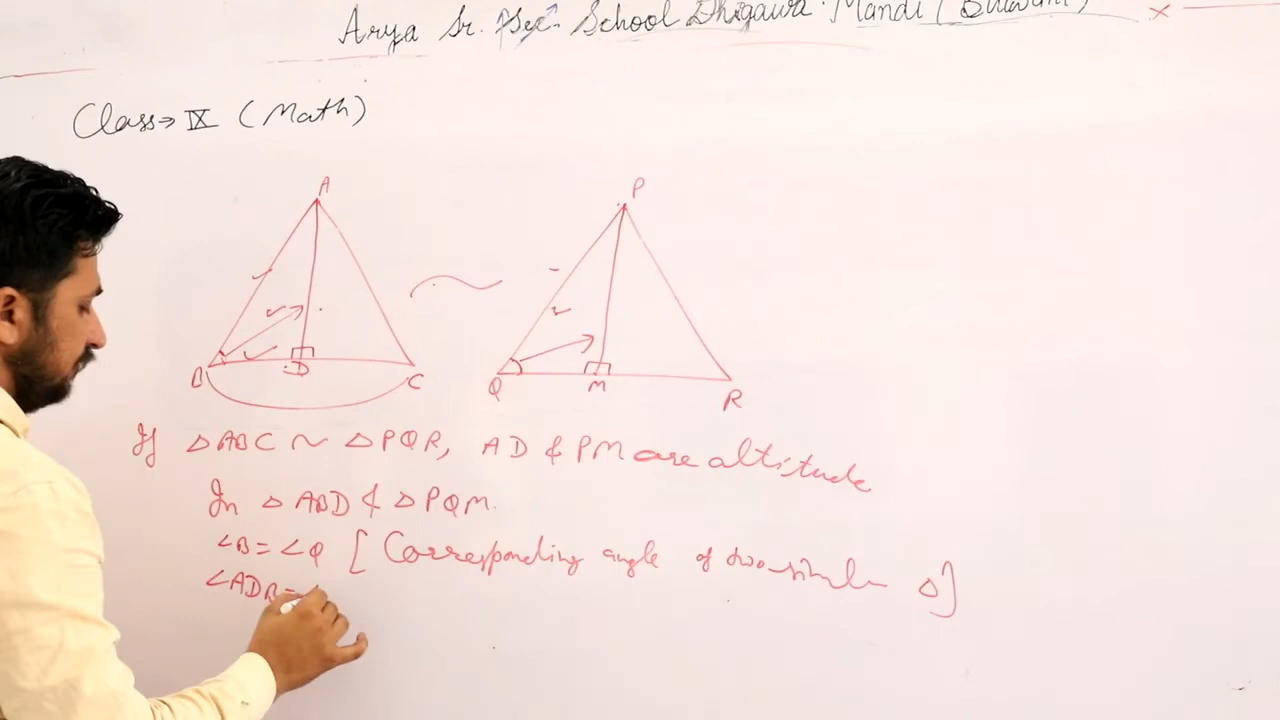 Arya Sr. Sec. School Dhigawa Mandi (Bhiwani)
Class → IX (Math)
A
P
B
D
C
Q
M
R
If △ABC ~ △PQR, AD & PM are altitude
In △ABD & △PQM.
∠B = ∠Q [Corresponding angle of two similar △]
∠ADB =